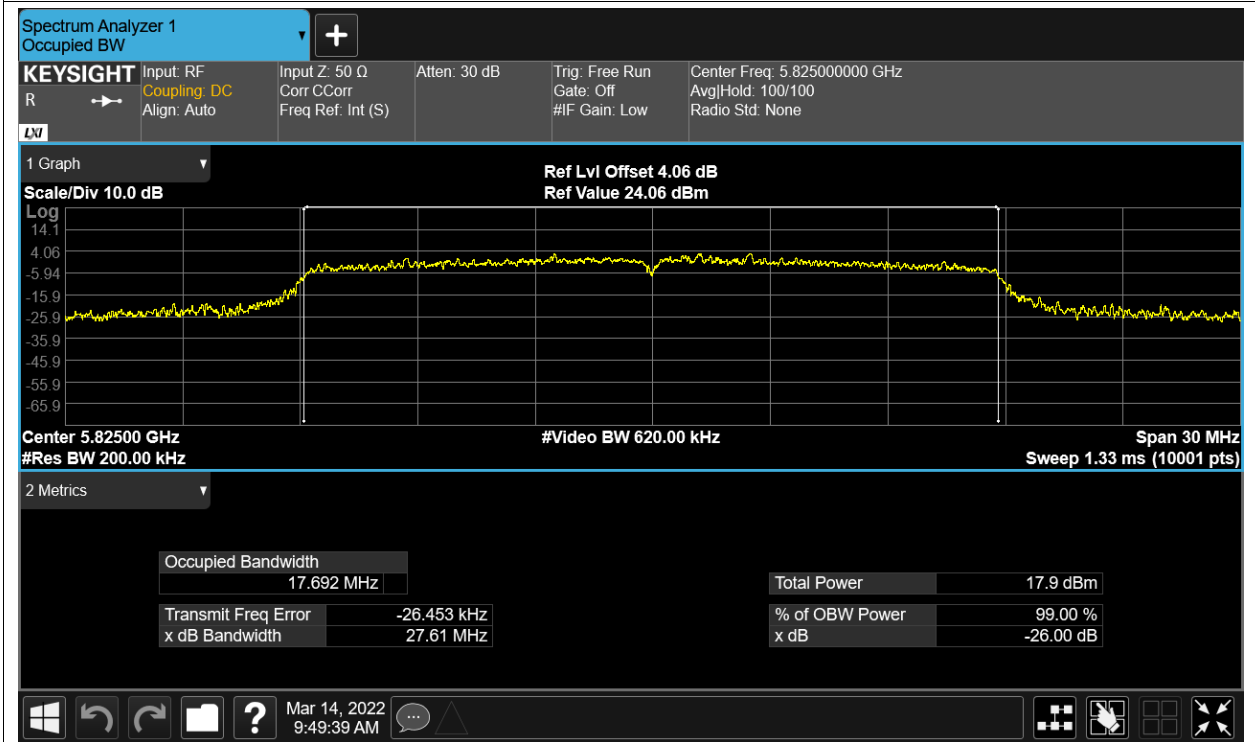 Spectrum Analyzer 1
Occupied BW
KEYSIGHT
R
LXI
Input: RF
Coupling: DC
Align: Auto
Input Z: 50 Ω
Corr CCorr
Freq Ref: Int (S)
Atten: 30 dB
Trig: Free Run
Gate: Off
#IF Gain: Low
Center Freq: 5.825000000 GHz
Avg|Hold: 100/100
Radio Std: None
1 Graph
Scale/Div 10.0 dB
Ref Lvl Offset 4.06 dB
Ref Value 24.06 dBm
Log
14.1
4.06
-5.94
-15.9
-25.9
-35.9
-45.9
-55.9
-65.9
Center 5.82500 GHz
#Res BW 200.00 kHz
#Video BW 620.00 kHz
Span 30 MHz
Sweep 1.33 ms (10001 pts)
2 Metrics
Occupied Bandwidth
17.692 MHz
Transmit Freq Error -26.453 kHz
x dB Bandwidth 27.61 MHz
Total Power 17.9 dBm
% of OBW Power 99.00 %
x dB -26.00 dB
?
Mar 14, 2022
9:49:39 AM